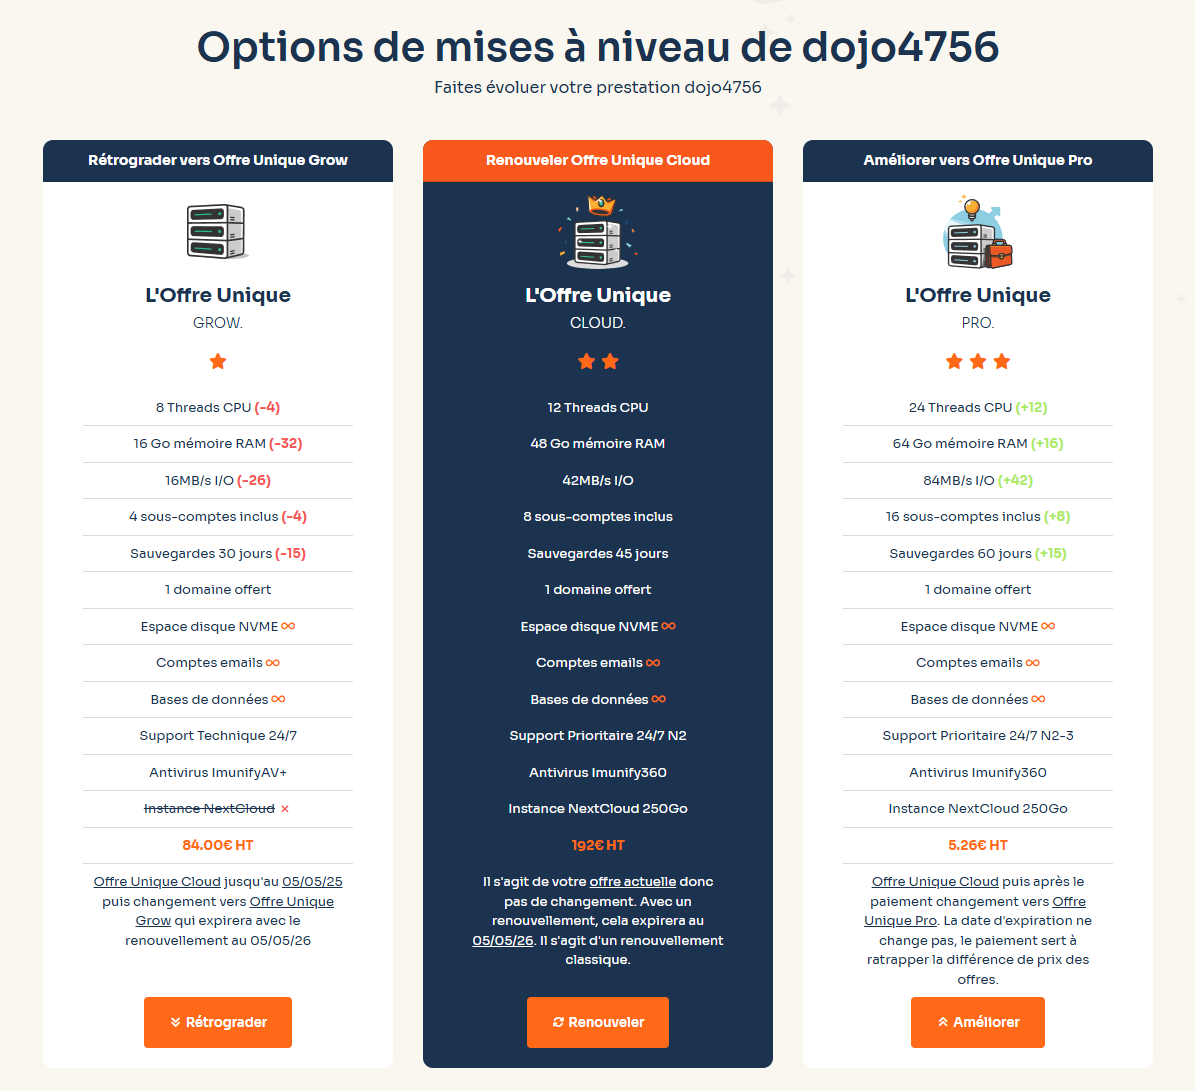 Options de mises à niveau de dojo4756
Faites évoluer votre prestation dojo4756
Rétrograder vers Offre Unique Grow
L'Offre Unique
GROW.
8 Threads CPU (-4)
16 Go mémoire RAM (-32)
16MB/s I/O (-26)
4 sous-comptes inclus (-4)
Sauvegardes 30 jours (-15)
1 domaine offert
Espace disque NVME ∞
Comptes emails ∞
Bases de données ∞
Support Technique 24/7
Antivirus ImunifyAV+
Instance NextCloud ×
84.00€ HT
Offre Unique Cloud jusqu'au 05/05/25
puis changement vers Offre Unique
Grow qui expirera avec le
renouvellement au 05/05/26
Rétrograder
Renouveler Offre Unique Cloud
L'Offre Unique
CLOUD.
12 Threads CPU
48 Go mémoire RAM
42MB/s I/O
8 sous-comptes inclus
Sauvegardes 45 jours
1 domaine offert
Espace disque NVME ∞
Comptes emails ∞
Bases de données ∞
Support Prioritaire 24/7 N2
Antivirus Imunify360
Instance NextCloud 250Go
192€ HT
Il s'agit de votre offre actuelle donc
pas de changement. Avec un
renouvellement, cela expirera au
05/05/26. Il s'agit d'un renouvellement
classique.
Renouveler
Améliorer vers Offre Unique Pro
L'Offre Unique
PRO.
24 Threads CPU (+12)
64 Go mémoire RAM (+16)
84MB/s I/O (+42)
16 sous-comptes inclus (+8)
Sauvegardes 60 jours (+15)
1 domaine offert
Espace disque NVME ∞
Comptes emails ∞
Bases de données ∞
Support Prioritaire 24/7 N2-3
Antivirus Imunify360
Instance NextCloud 250Go
5.26€ HT
Offre Unique Cloud puis après le
paiement changement vers Offre
Unique Pro. La date d'expiration ne
change pas, le paiement sert à
ratrapper la différence de prix des
offres.
Améliorer